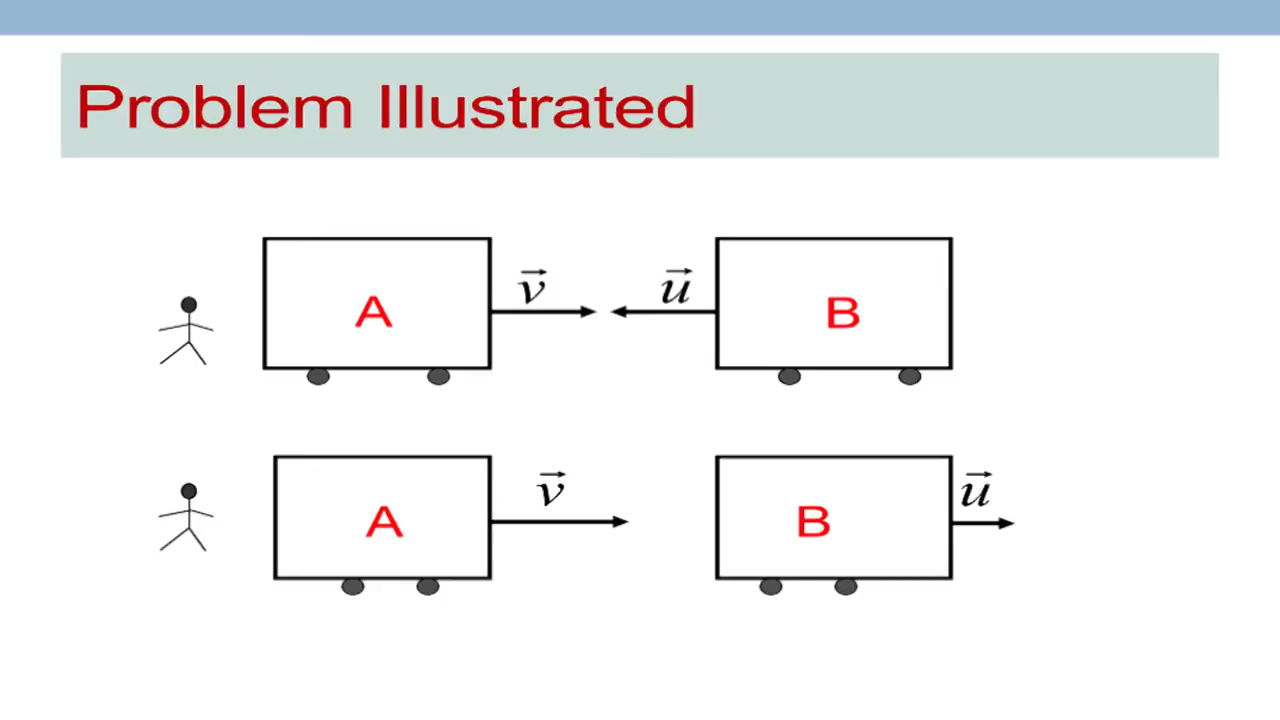 Problem Illustrated
A
v⃗
u⃗
B
A
v⃗
B
u⃗